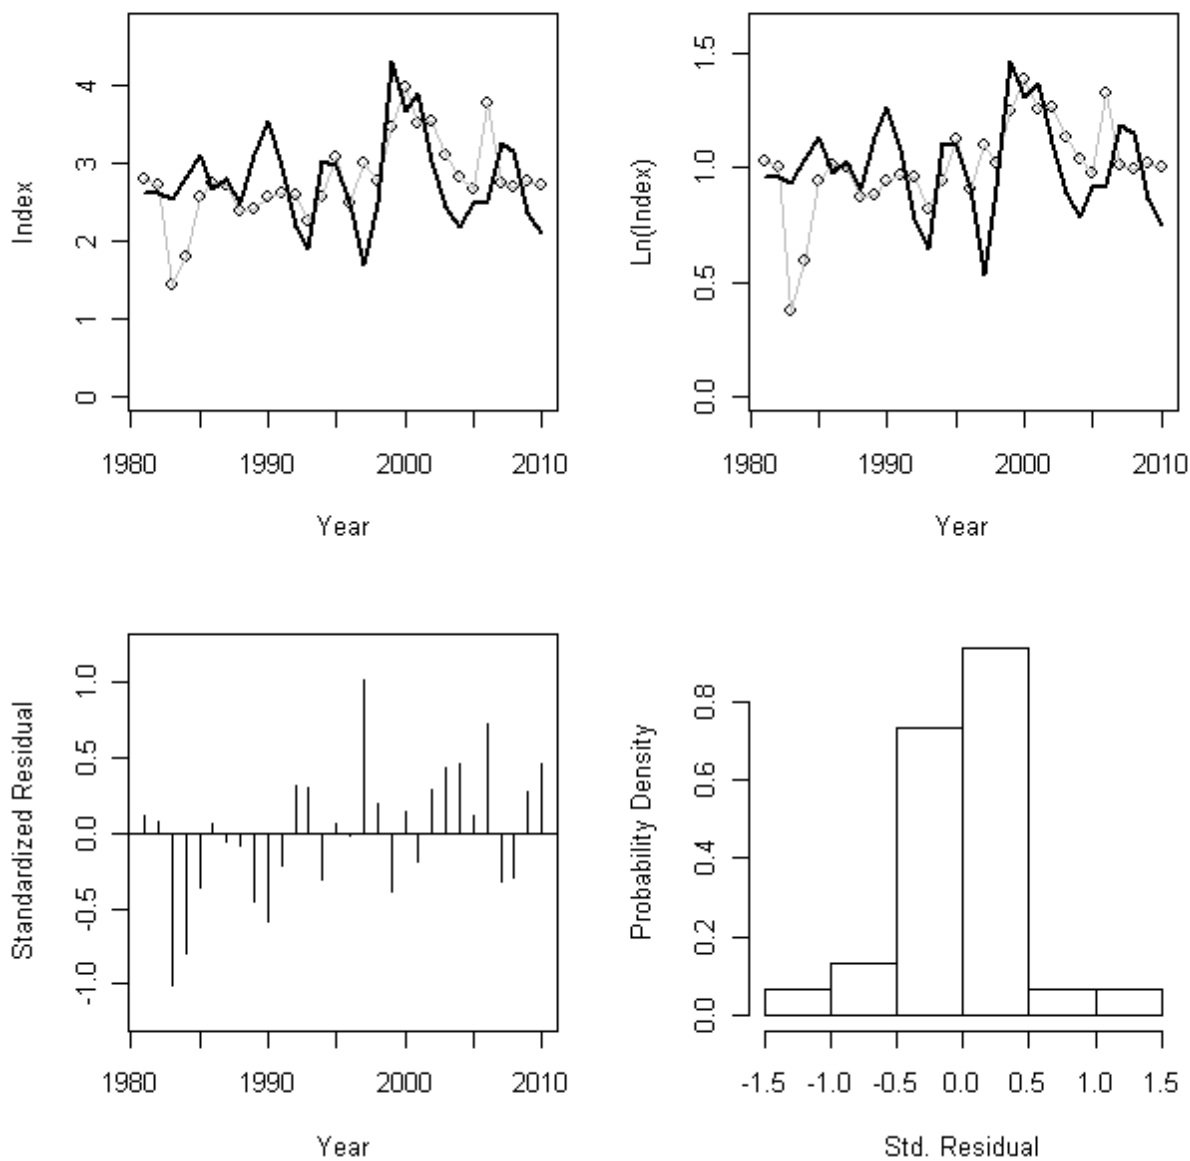 Index
4
3
2
1
0
1980 1990 2000 2010
Year
Ln(Index)
1.5
1.0
0.5
0.0
1980 1990 2000 2010
Year
Standardized Residual
1.0
0.5
0.0
-0.5
-1.0
1980 1990 2000 2010
Year
Probability Density
0.8
0.6
0.4
0.2
0.0
-1.5 -1.0 -0.5 0.0 0.5 1.0 1.5
Std. Residual